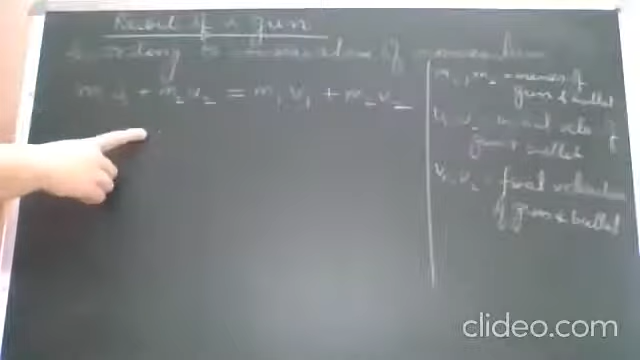 Recoil of a gun
According to conservation of momentum
m₁u₁ + m₂u₂ = m₁v₁ + m₂v₂
m₁, m₂ = masses of
gun & bullet
u₁, u₂ = initial velo of
gun & bullet
v₁, v₂ = final velocities
of gun & bullet
clideo.com